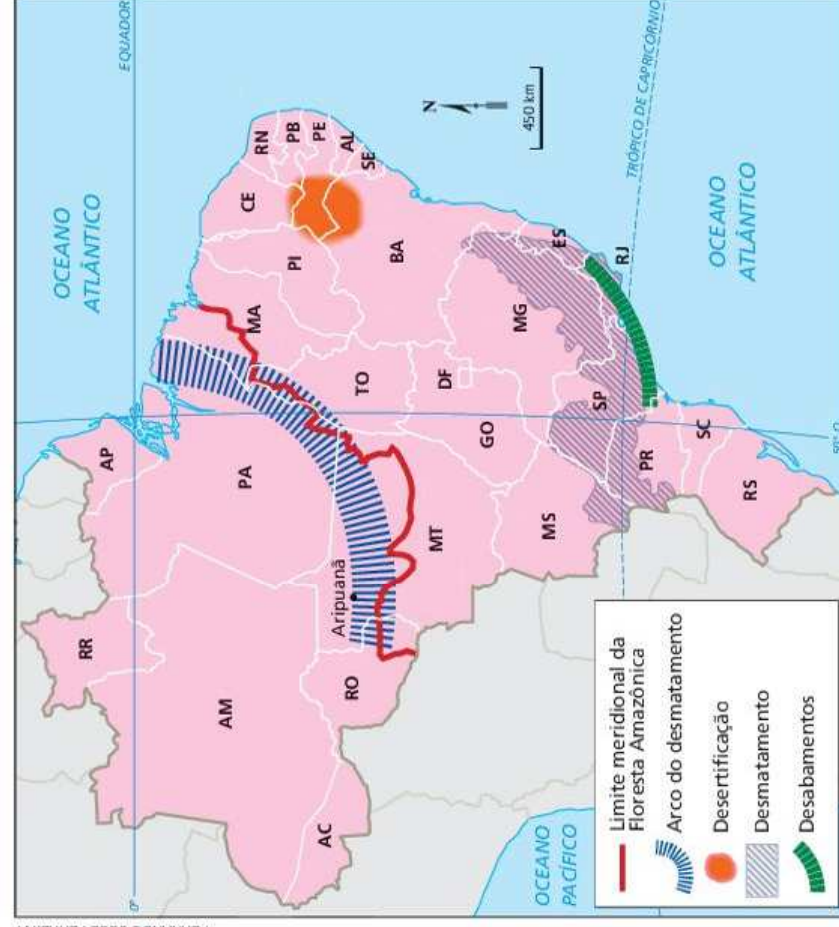 EQUADOR
0°
OCEANO
ATLÂNTICO
RR
AP
AM
PA
MA
CE
RN
PB
PE
AL
SE
PI
AC
RO
Aripuanã
TO
BA
MT
DF
GO
MG
ES
MS
SP
RJ
PR
SC
RS
N
450 km
TRÓPICO DE CAPRICÓRNIO
OCEANO
ATLÂNTICO
OCEANO
PACÍFICO
Limite meridional da
Floresta Amazônica
Arco do desmatamento
Desertificação
Desmatamento
Desabamentos